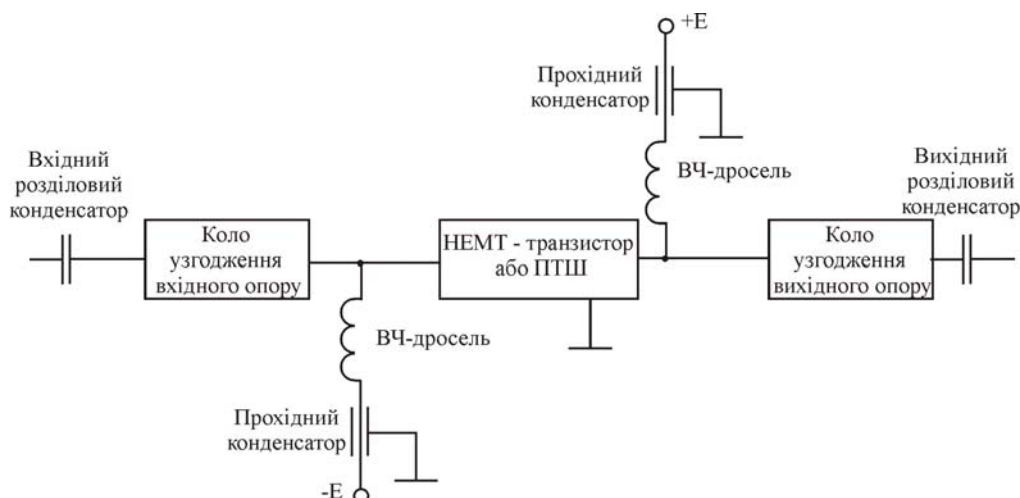 +E
Прохідний
конденсатор
ВЧ-дросель
Вхідний
розділовий
конденсатор
Вихідний
розділовий
конденсатор
Коло
узгодження
вхідного опору
НЕМТ - транзистор
або ПТШ
Коло
узгодження
вихідного опору
ВЧ-дросель
Прохідний
конденсатор
-E